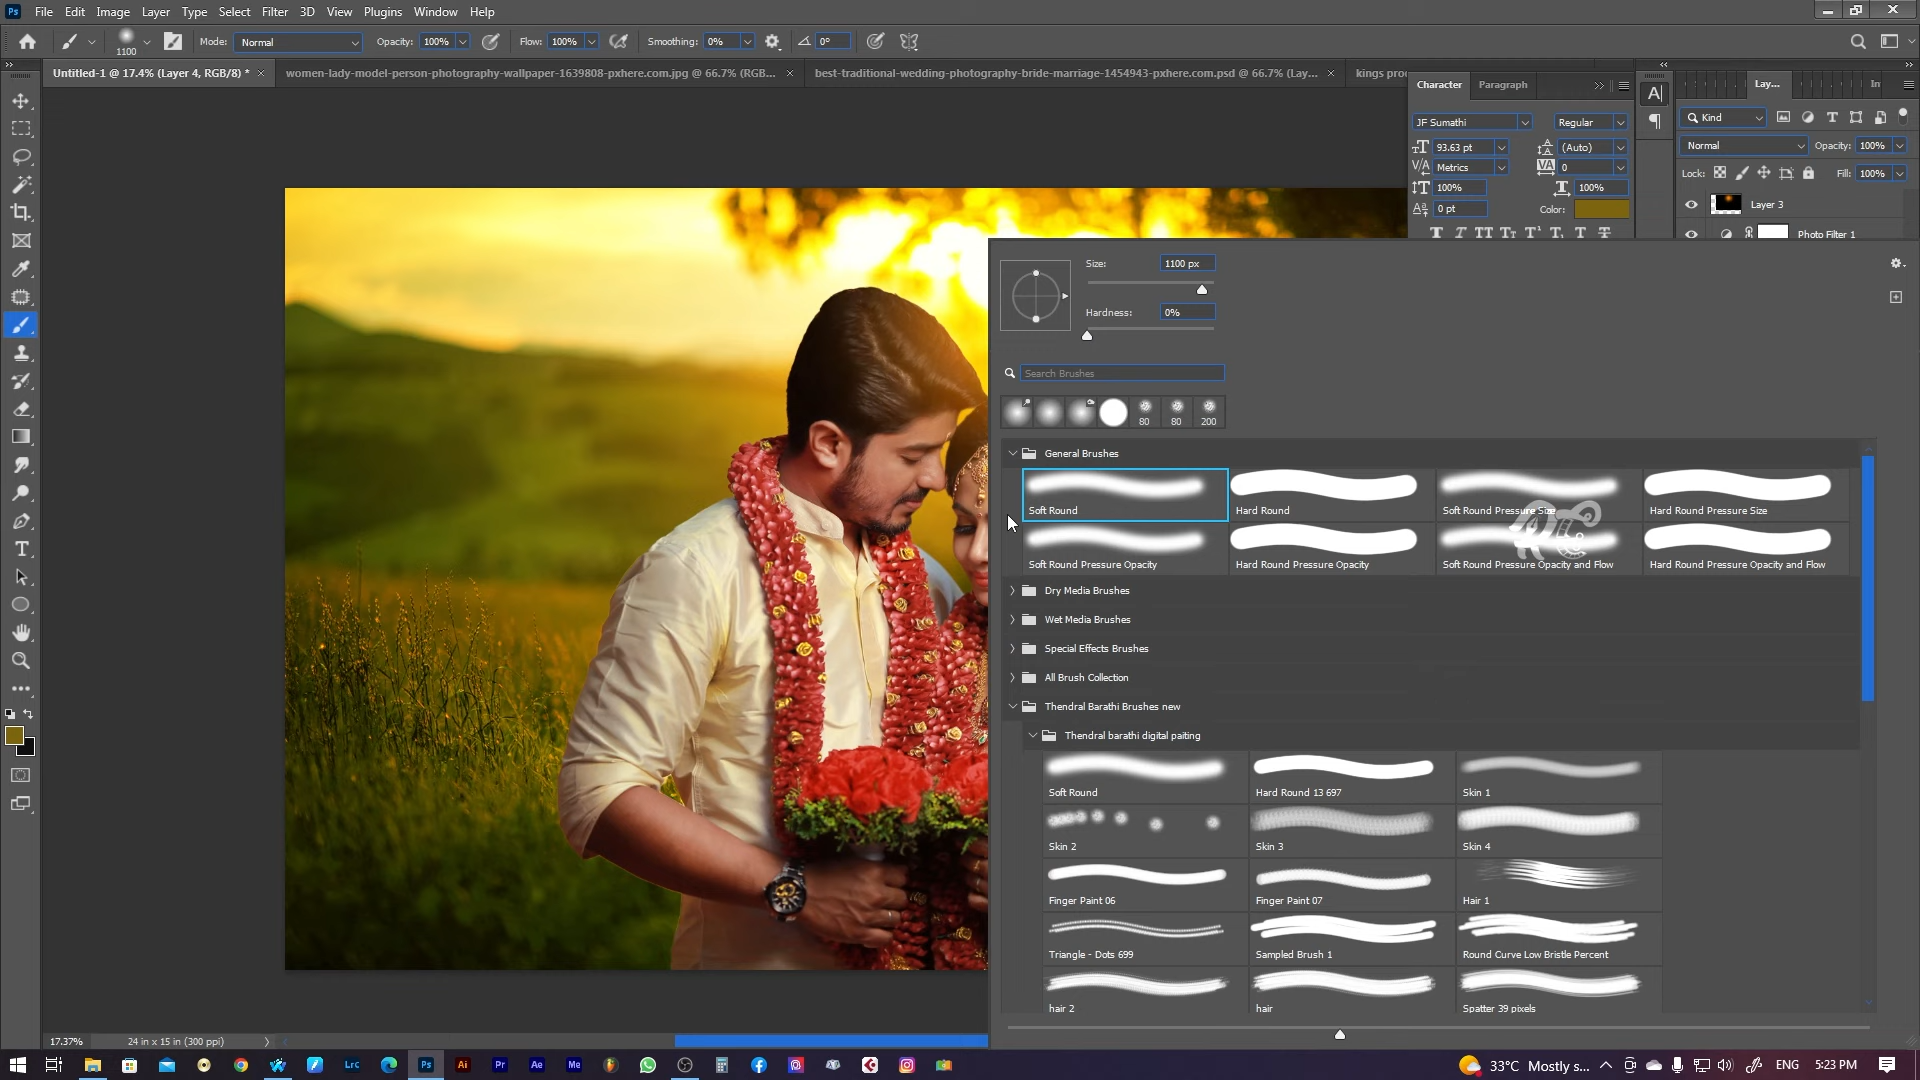 Ps File Edit Image Layer Type Select Filter 3D View Plugins Window Help
1100 Mode: Normal Opacity: 100% Flow: 100% Smoothing: 0% 0°
Untitled-1 @ 17.4% (Layer 4, RGB/8) * women-lady-model-person-photography-wallpaper-1639808-pxhere.com.jpg @ 66.7% (RGB... best-traditional-wedding-photography-bride-marriage-1454943-pxhere.com.psd @ 66.7% (Lay... kings proc
Character Paragraph
JF Sumathi Regular
93.63 pt (Auto)
Metrics 0
100% 100%
0 pt Color:
Lay... In
Kind
Normal Opacity: 100%
Lock: Fill: 100%
Layer 3
Photo Filter 1
Size: 1100 px
Hardness: 0%
Search Brushes
80 80 200
General Brushes
Soft Round Hard Round Soft Round Pressure Size Hard Round Pressure Size
Soft Round Pressure Opacity Hard Round Pressure Opacity Soft Round Pressure Opacity and Flow Hard Round Pressure Opacity and Flow
Dry Media Brushes
Wet Media Brushes
Special Effects Brushes
All Brush Collection
Thendral Barathi Brushes new
Thendral barathi digital paiting
Soft Round Hard Round 13 697 Skin 1
Skin 2 Skin 3 Skin 4
Finger Paint 06 Finger Paint 07 Hair 1
Triangle - Dots 699 Sampled Brush 1 Round Curve Low Bristle Percent
hair 2 hair Spatter 39 pixels
17.37% 24 in x 15 in (300 ppi)
Lrc Ps Ai Pr Ae Me 33°C Mostly s... ENG 5:23 PM